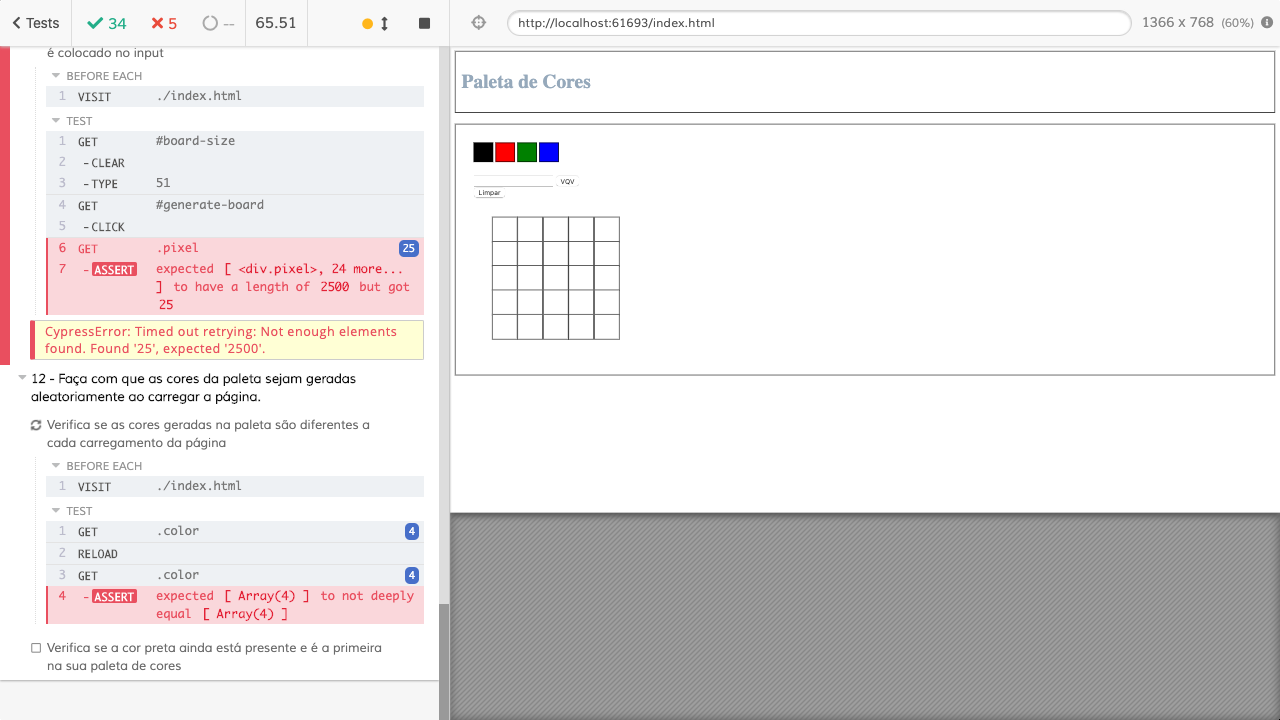 Tests 34 5 -- 65.51 http://localhost:61693/index.html 1366 x 768 (60%)
é colocado no input
BEFORE EACH
1 VISIT ./index.html
TEST
1 GET #board-size
2 -CLEAR
3 -TYPE 51
4 GET #generate-board
5 -CLICK
6 GET .pixel 25
7 -ASSERT expected [ <div.pixel>, 24 more...
] to have a length of 2500 but got
25
CypressError: Timed out retrying: Not enough elements
found. Found '25', expected '2500'.
12 - Faça com que as cores da paleta sejam geradas
aleatoriamente ao carregar a página.
Verifica se as cores geradas na paleta são diferentes a
cada carregamento da página
BEFORE EACH
1 VISIT ./index.html
TEST
1 GET .color 4
2 RELOAD
3 GET .color 4
4 -ASSERT expected [ Array(4) ] to not deeply
equal [ Array(4) ]
Verifica se a cor preta ainda está presente e é a primeira
na sua paleta de cores
Paleta de Cores
VQV
Limpar